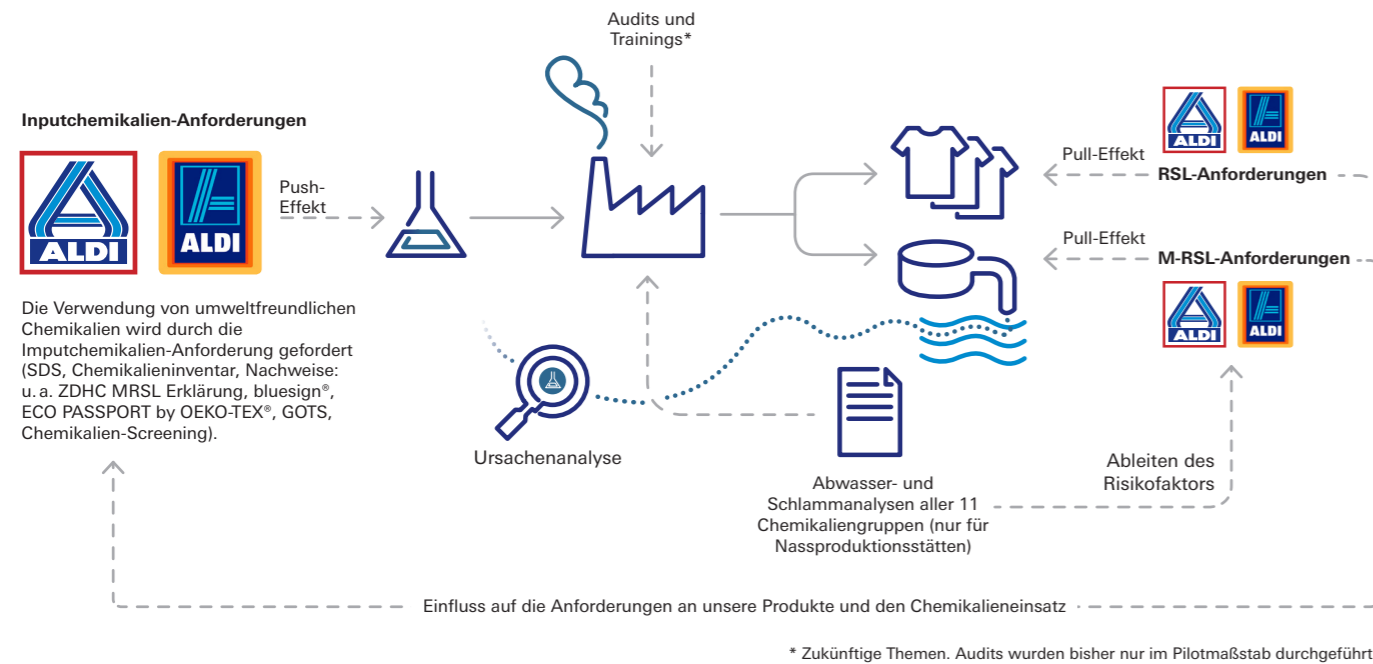 Audits und
Trainings*
Inputchemikalien-Anforderungen
ALDI
ALDI
Push-
Effekt
Die Verwendung von umweltfreundlichen
Chemikalien wird durch die
Imputchemikalien-Anforderung gefordert
(SDS, Chemikalieninventar, Nachweise:
u. a. ZDHC MRSL Erklärung, bluesign®,
ECO PASSPORT by OEKO-TEX®, GOTS,
Chemikalien-Screening).
ALDI
ALDI
Pull-Effekt
RSL-Anforderungen
Pull-Effekt
M-RSL-Anforderungen
ALDI
ALDI
Ursachenanalyse
Abwasser- und
Schlammanalysen aller 11
Chemikaliengruppen (nur für
Nassproduktionsstätten)
Ableiten des
Risikofaktors
Einfluss auf die Anforderungen an unsere Produkte und den Chemikalieneinsatz
* Zukünftige Themen. Audits wurden bisher nur im Pilotmaßstab durchgeführt